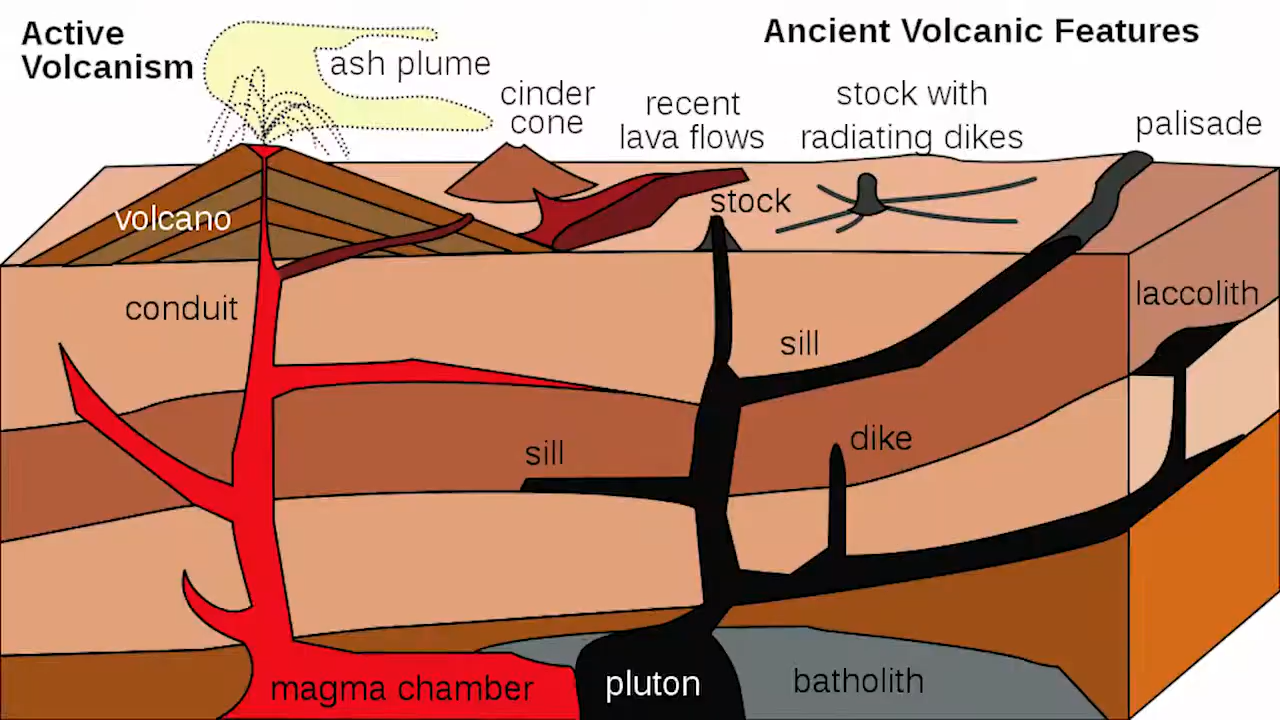 Active
Volcanism
Ancient Volcanic Features
ash plume
cinder
cone
recent
lava flows
stock with
radiating dikes
palisade
volcano
stock
conduit
laccolith
sill
sill
dike
magma chamber
pluton
batholith